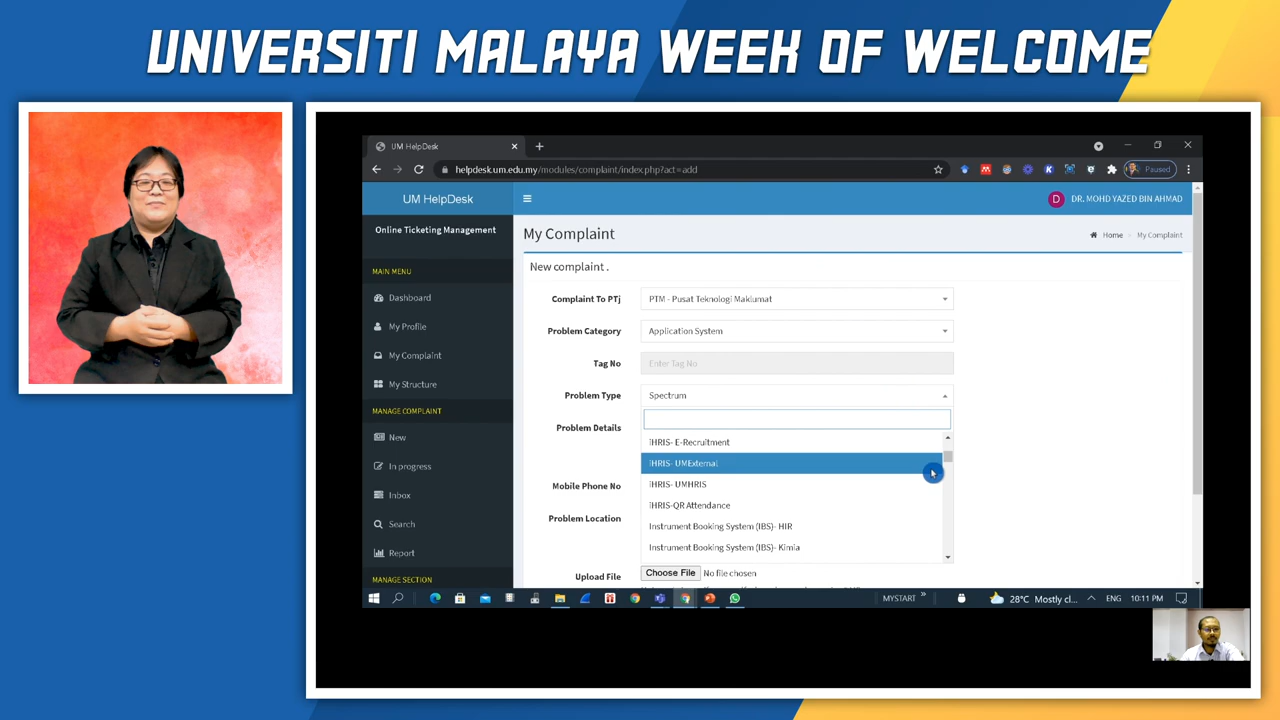 UNIVERSITI MALAYA WEEK OF WELCOME
UM HelpDesk
helpdesk.um.edu.my/modules/complaint/index.php?act=add
Paused
UM HelpDesk
D DR. MOHD YAZED BIN AHMAD
Online Ticketing Management
My Complaint
Home
My Complaint
MAIN MENU
New complaint .
Dashboard
Complaint To PTj
PTM - Pusat Teknologi Maklumat
My Profile
Problem Category
Application System
My Complaint
Tag No
Enter Tag No
My Structure
Problem Type
Spectrum
MANAGE COMPLAINT
Problem Details
New
iHRIS- E-Recruitment
In progress
iHRIS- UMExternal
Mobile Phone No
iHRIS- UMHRIS
Inbox
iHRIS-QR Attendance
Problem Location
Search
Instrument Booking System (IBS)- HIR
Report
Instrument Booking System (IBS)- Kimia
MANAGE SECTION
Upload File
Choose File No file chosen
MYSTART
28°C Mostly cl...
ENG
10:11 PM